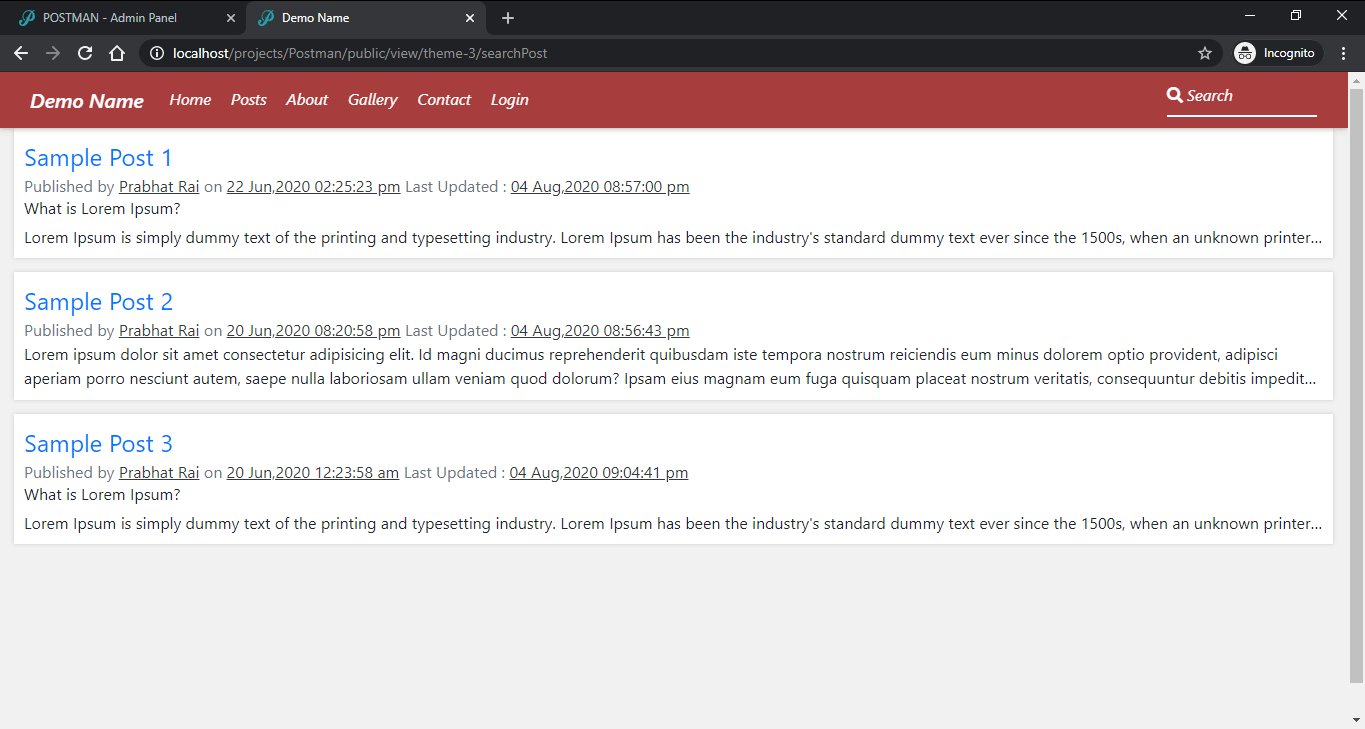 POSTMAN - Admin Panel
Demo Name
localhost/projects/Postman/public/view/theme-3/searchPost
Incognito
Demo Name Home Posts About Gallery Contact Login Search
Sample Post 1
Published by Prabhat Rai on 22 Jun,2020 02:25:23 pm Last Updated : 04 Aug,2020 08:57:00 pm
What is Lorem Ipsum?
Lorem Ipsum is simply dummy text of the printing and typesetting industry. Lorem Ipsum has been the industry's standard dummy text ever since the 1500s, when an unknown printer...
Sample Post 2
Published by Prabhat Rai on 20 Jun,2020 08:20:58 pm Last Updated : 04 Aug,2020 08:56:43 pm
Lorem ipsum dolor sit amet consectetur adipisicing elit. Id magni ducimus reprehenderit quibusdam iste tempora nostrum reiciendis eum minus dolorem optio provident, adipisci
aperiam porro nesciunt autem, saepe nulla laboriosam ullam veniam quod dolorum? Ipsam eius magnam eum fuga quisquam placeat nostrum veritatis, consequuntur debitis impedit...
Sample Post 3
Published by Prabhat Rai on 20 Jun,2020 12:23:58 am Last Updated : 04 Aug,2020 09:04:41 pm
What is Lorem Ipsum?
Lorem Ipsum is simply dummy text of the printing and typesetting industry. Lorem Ipsum has been the industry's standard dummy text ever since the 1500s, when an unknown printer...